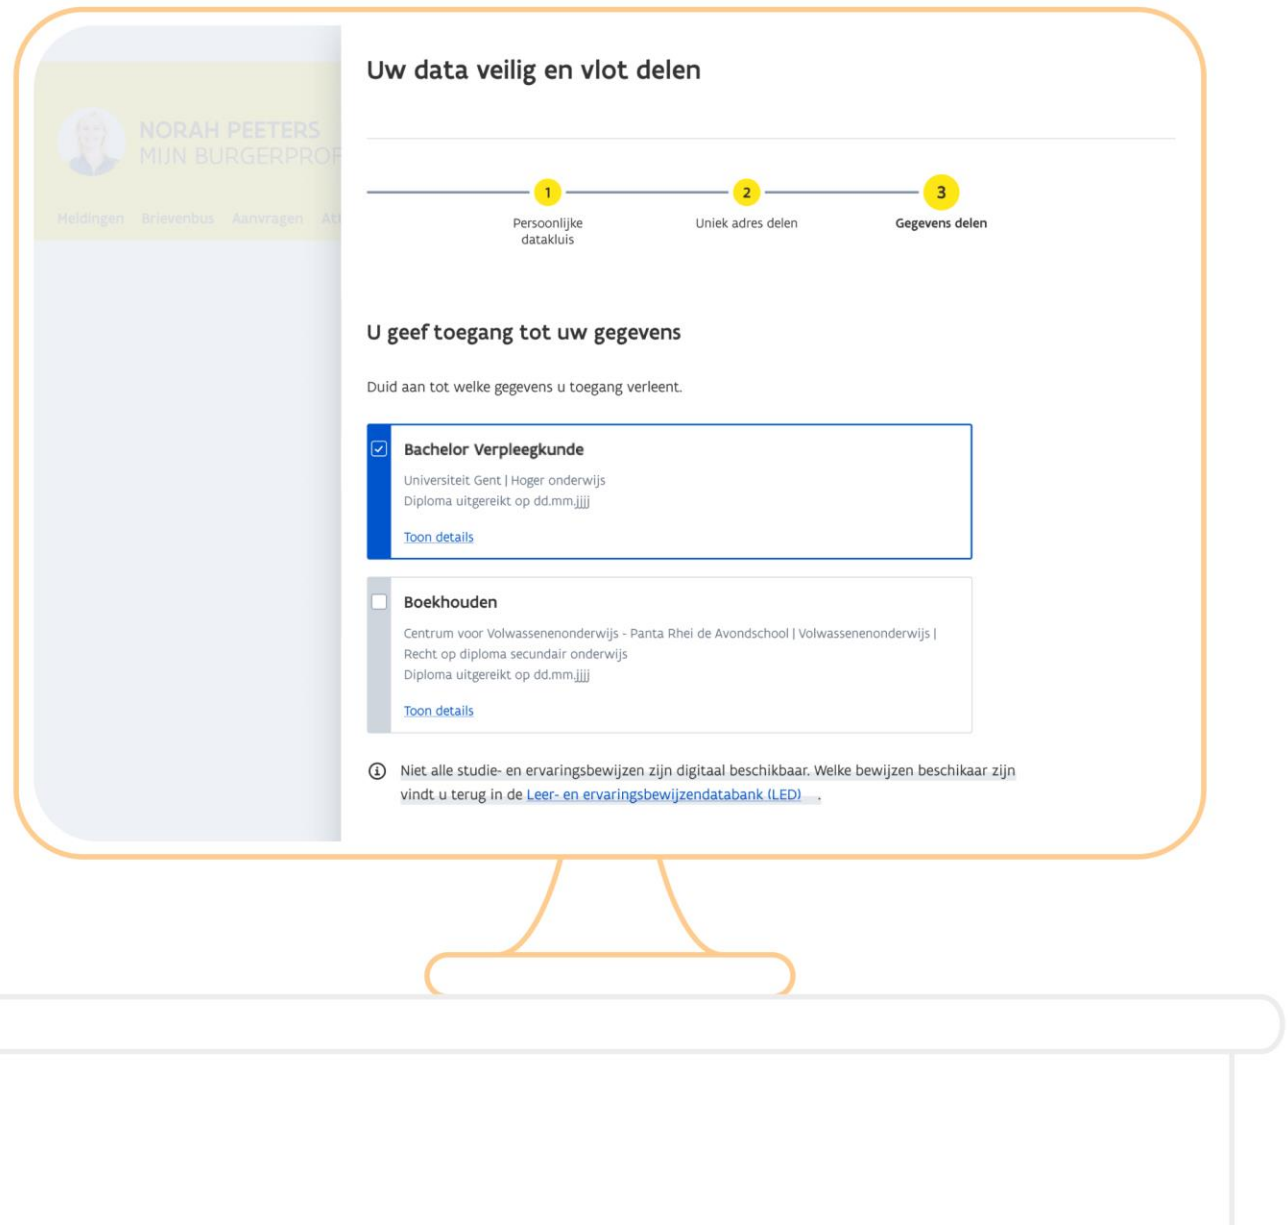 Uw data veilig en vlot delen
NORAH PEETERS
MIJN BURGERPROF
Meldingen Brievenbus Aanvragen
1
2
3
Persoonlijke
datakluis
Uniek adres delen
Gegevens delen
U geef toegang tot uw gegevens
Duid aan tot welke gegevens u toegang verleent.
Bachelor Verpleegkunde
Universiteit Gent | Hoger onderwijs
Diploma uitgereikt op dd.mm.jjjj
Toon details
Boekhouden
Centrum voor Volwassenenonderwijs - Panta Rhei de Avondschool | Volwassenenonderwijs |
Recht op diploma secundair onderwijs
Diploma uitgereikt op dd.mm.jjjj
Toon details
Niet alle studie- en ervaringsbewijzen zijn digitaal beschikbaar. Welke bewijzen beschikaar zijn
vindt u terug in de Leer- en ervaringsbewijzendatabank (LED) .